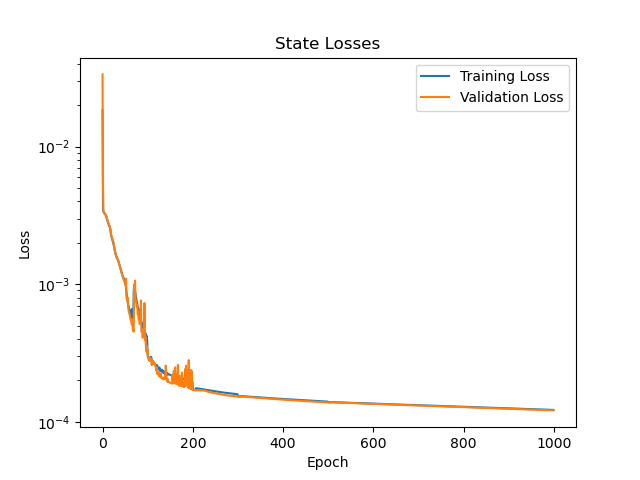 State Losses
Training Loss
Validation Loss
Loss
10⁻²
10⁻³
10⁻⁴
0
200
400
600
800
1000
Epoch